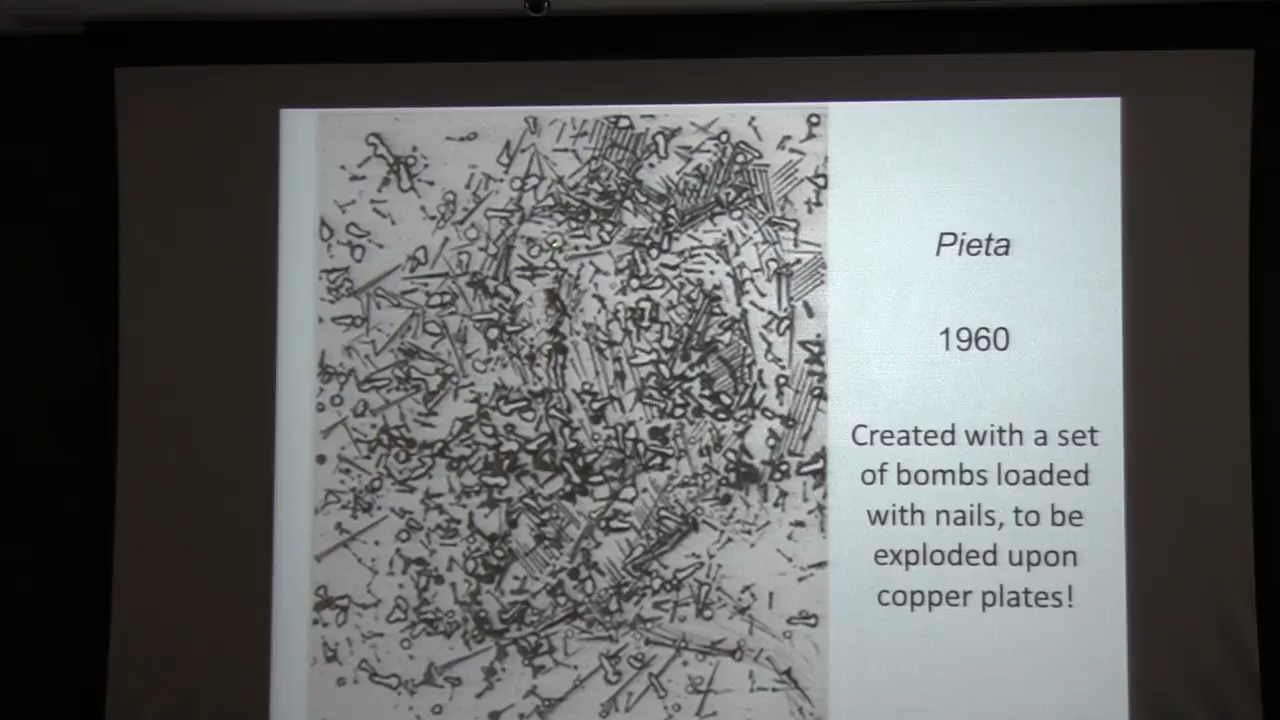 Pieta
1960
Created with a set
of bombs loaded
with nails, to be
exploded upon
copper plates!